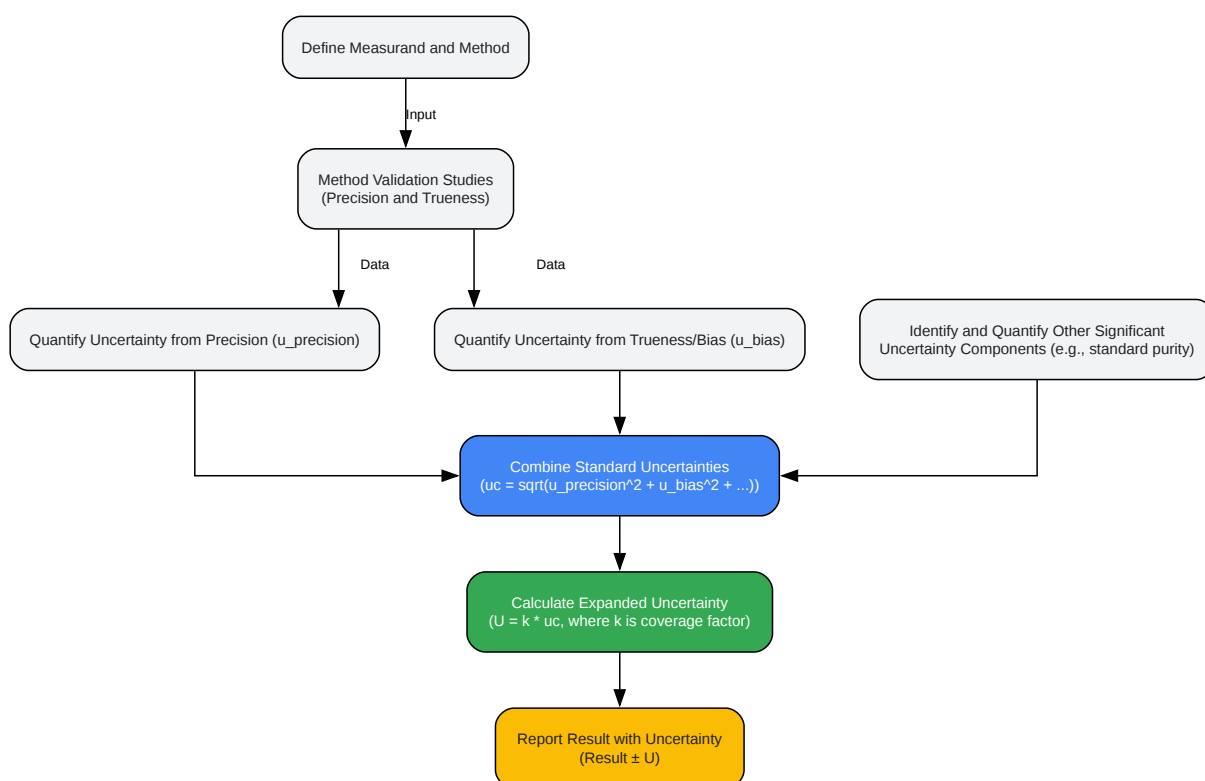 Define Measurand and Method
Input
Method Validation Studies
(Precision and Trueness)
Data
Data
Quantify Uncertainty from Precision (u_precision)
Quantify Uncertainty from Trueness/Bias (u_bias)
Identify and Quantify Other Significant
Uncertainty Components (e.g., standard purity)
Combine Standard Uncertainties
(uc = sqrt(u_precision^2 + u_bias^2 + ...))
Calculate Expanded Uncertainty
(U = k * uc, where k is coverage factor)
Report Result with Uncertainty
(Result ± U)